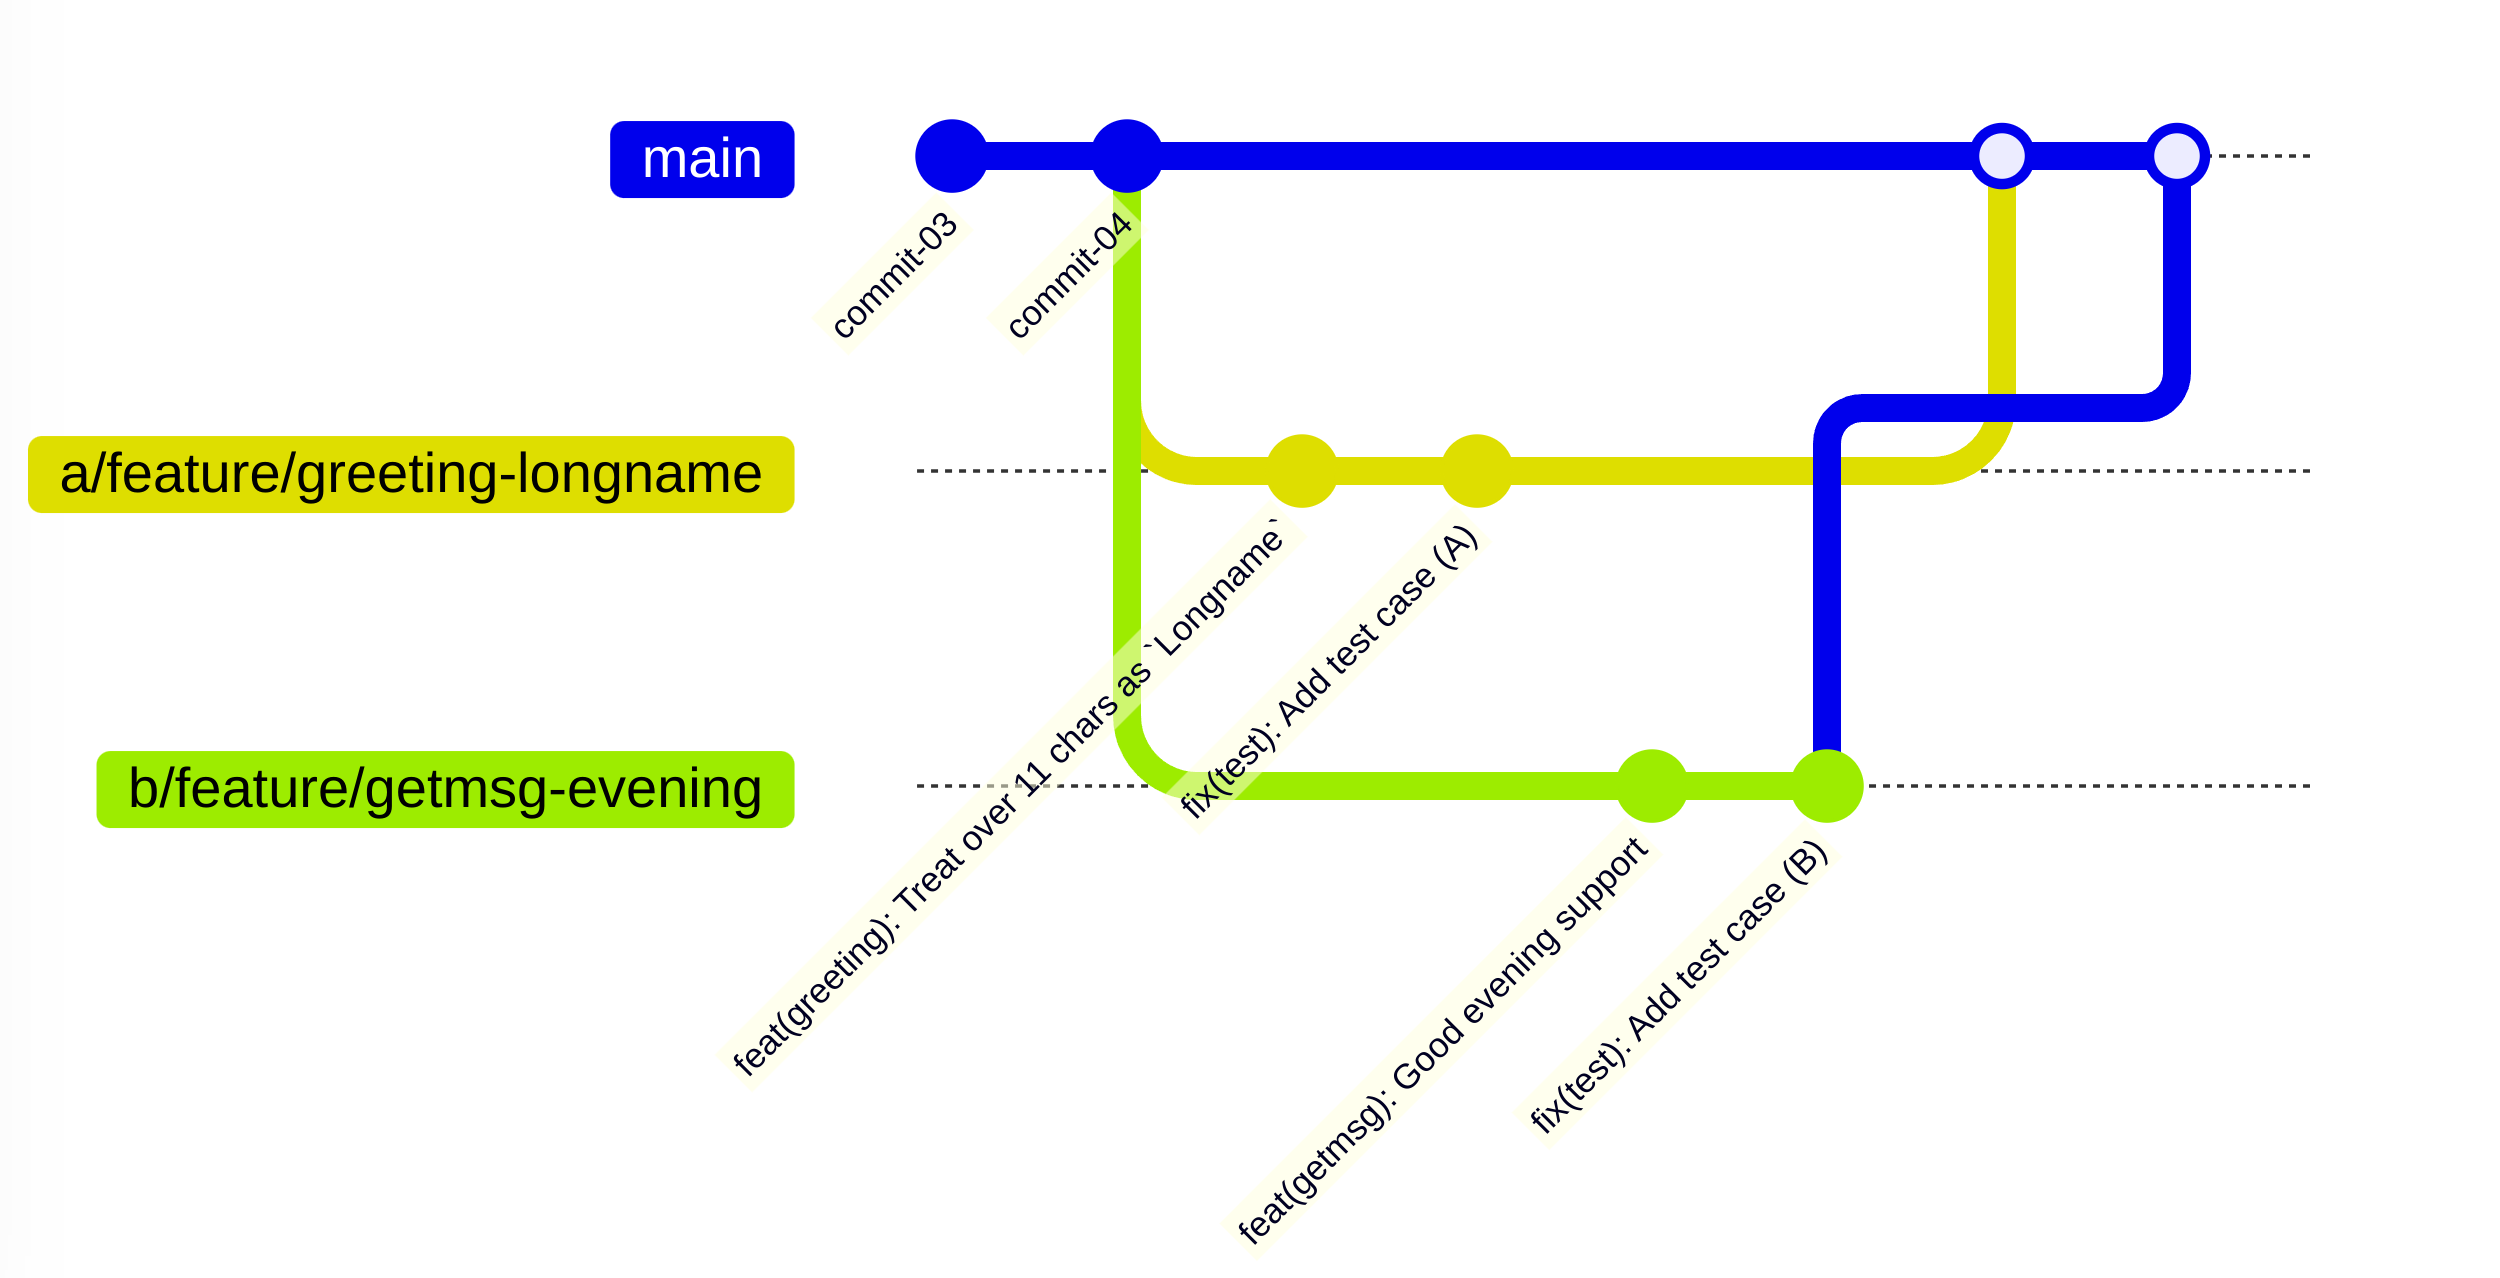 main
commit-03
commit-04
a/feature/greeting-longname
feat(greeting): Treat over 11 chars as `Longname`
fix(test): Add test case (A)
b/feature/getmsg-evening
feat(getmsg): Good evening support
fix(test): Add test case (B)